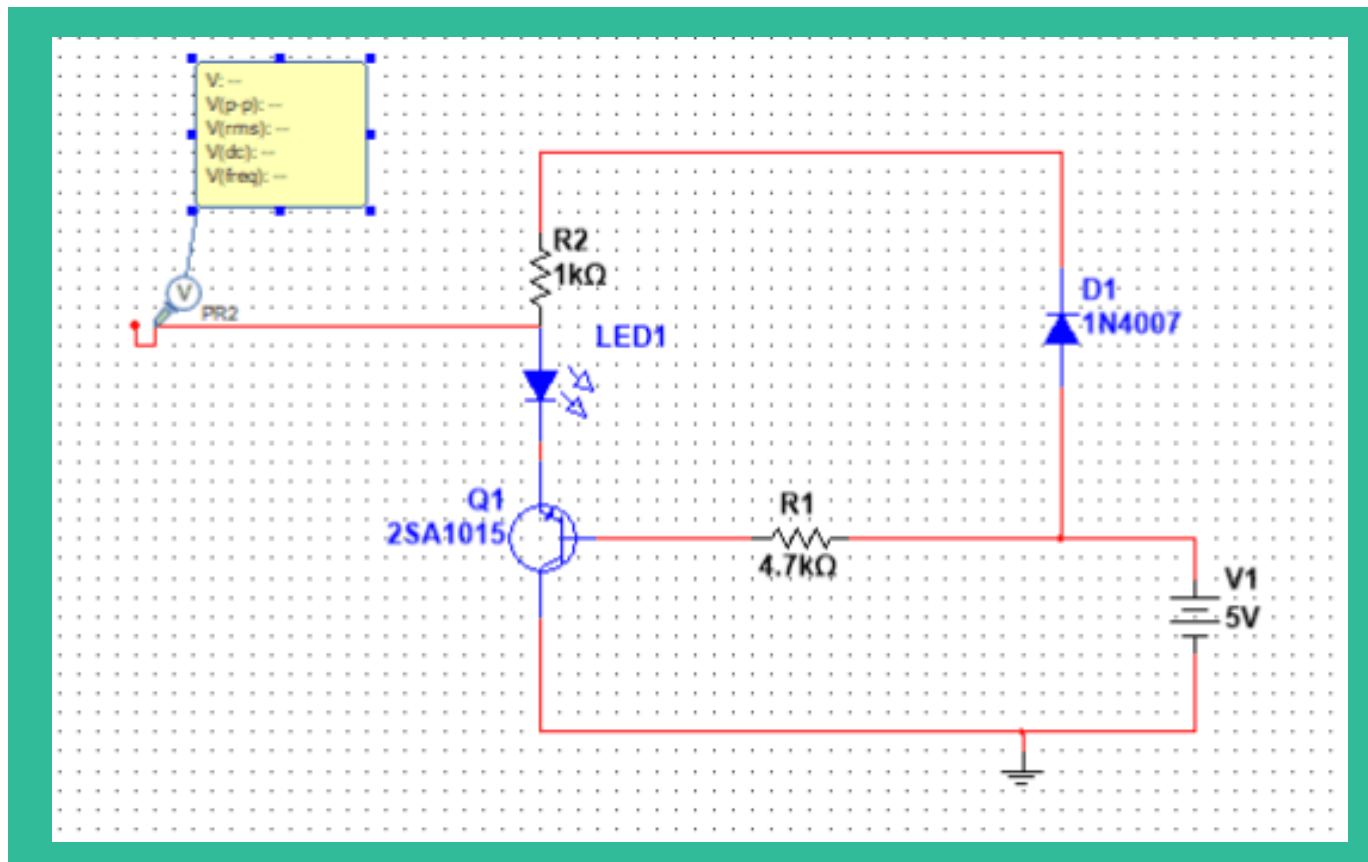 V: --
V(p-p): --
V(rms): --
V(dc): --
V(freq): --
V
PR2
R2
1kΩ
LED1
D1
1N4007
Q1
2SA1015
R1
4.7kΩ
V1
5V